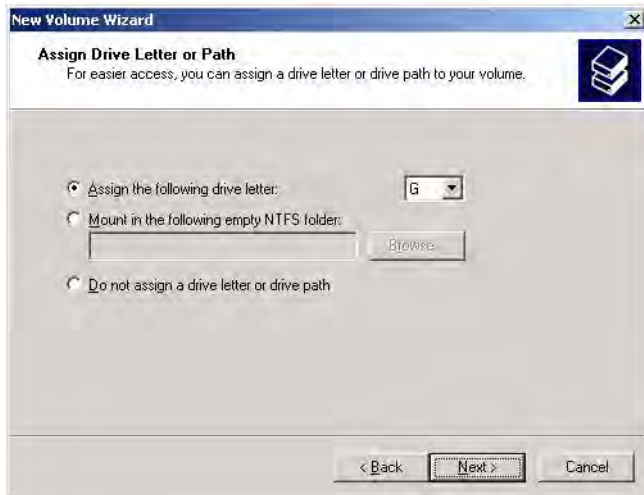 New Volume Wizard
Assign Drive Letter or Path
For easier access, you can assign a drive letter or drive path to your volume.
Assign the following drive letter:
G
Mount in the following empty NTFS folder:
Browse...
Do not assign a drive letter or drive path
< Back
Next >
Cancel